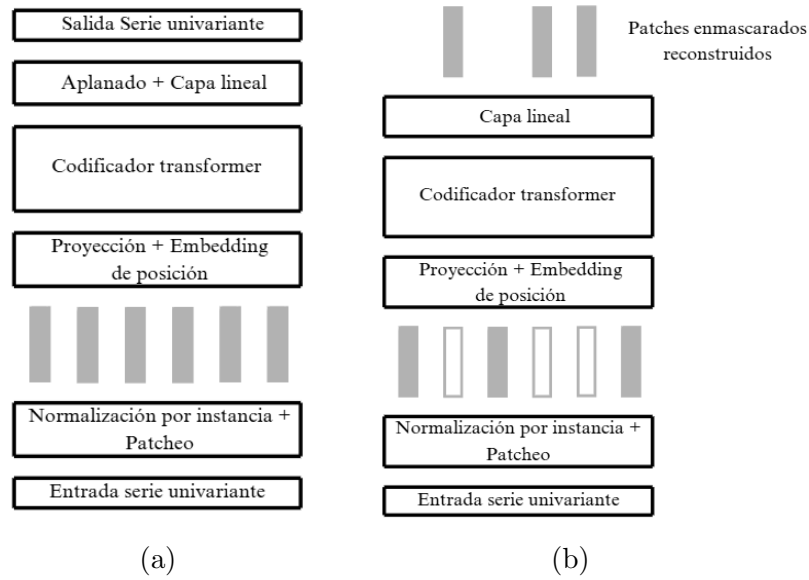 Salida Serie univariante
Aplanado + Capa lineal
Codificador transformer
Proyección + Embedding
de posición
Normalización por instancia +
Patcheo
Entrada serie univariante
(a)
Patches enmascarados
reconstruidos
Capa lineal
Codificador transformer
Proyección + Embedding
de posición
Normalización por instancia +
Patcheo
Entrada serie univariante
(b)